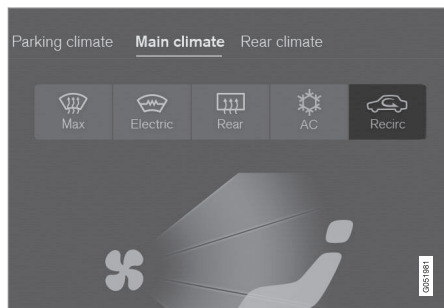 Parking climate Main climate Rear climate
Max Electric Rear AC Recirc
G051981